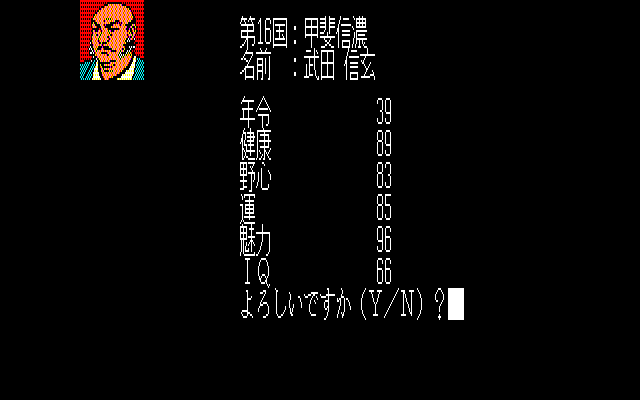 第16国：甲斐信濃
名前　：武田 信玄
年令 39
健康 89
野心 83
運 85
魅力 96
ＩＱ 66
よろしいですか（Y／N）？